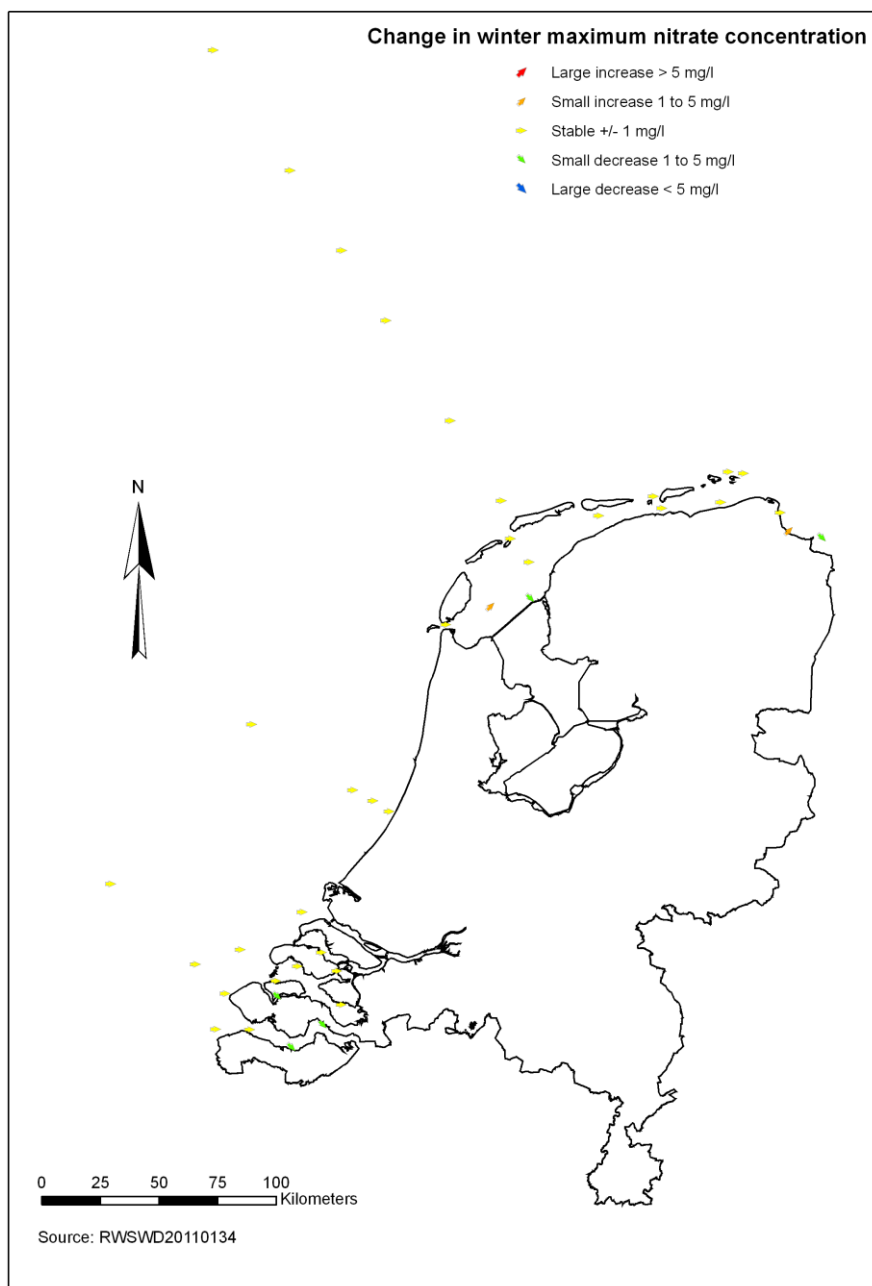 Change in winter maximum nitrate concentration
Large increase > 5 mg/l
Small increase 1 to 5 mg/l
Stable +/- 1 mg/l
Small decrease 1 to 5 mg/l
Large decrease < 5 mg/l
N
0 25 50 75 100
Kilometers
Source: RWSWD20110134